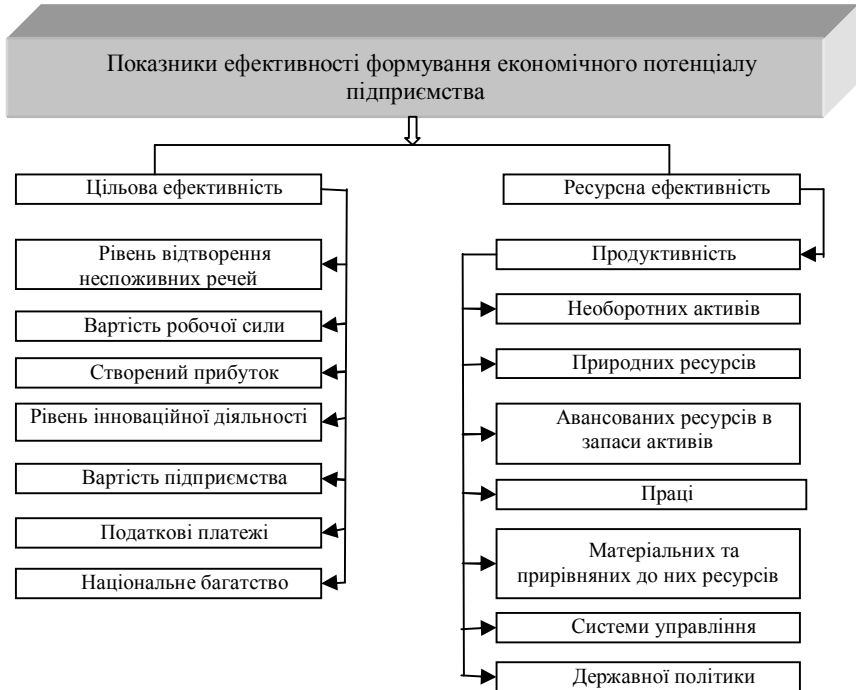 Показники ефективності формування економічного потенціалу
підприємства
Цільова ефективність
Рівень відтворення
неспоживних речей
Вартість робочої сили
Створений прибуток
Рівень інноваційної діяльності
Вартість підприємства
Податкові платежі
Національне багатство
Ресурсна ефективність
Продуктивність
Необоротних активів
Природних ресурсів
Авансованих ресурсів в
запаси активів
Праці
Матеріальних та
прирівняних до них ресурсів
Системи управління
Державної політики